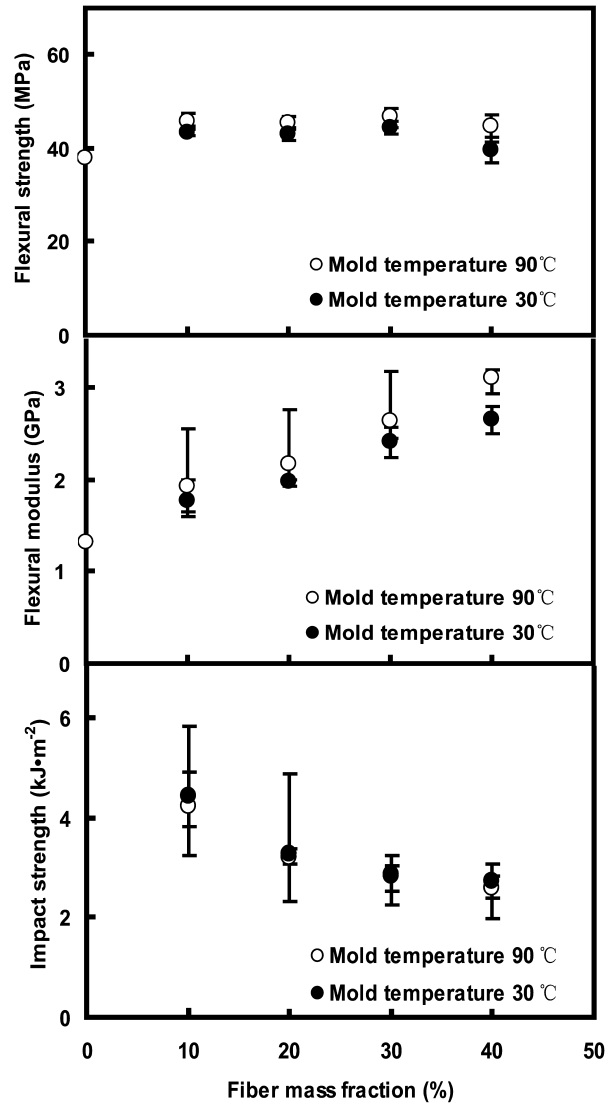 Flexural strength (MPa)
60
40
20
0
Mold temperature 90℃
Mold temperature 30℃
Flexural modulus (GPa)
3
2
1
0
Mold temperature 90℃
Mold temperature 30℃
Impact strength (kJ•m⁻²)
6
4
2
0
Mold temperature 90℃
Mold temperature 30℃
0 10 20 30 40 50
Fiber mass fraction (%)